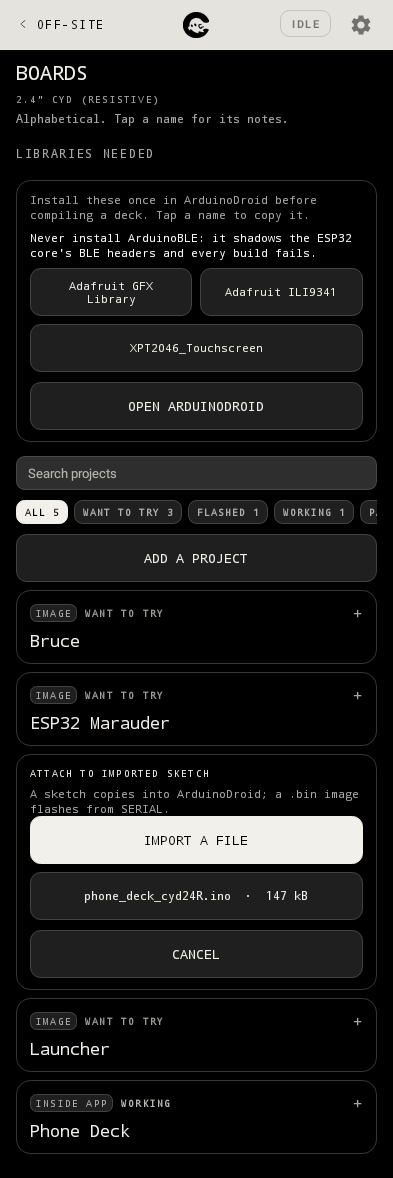 OFF-SITE
IDLE
BOARDS
2.4" CYD (RESISTIVE)
Alphabetical. Tap a name for its notes.
LIBRARIES NEEDED
Install these once in ArduinoDroid before
compiling a deck. Tap a name to copy it.
Never install ArduinoBLE: it shadows the ESP32
core's BLE headers and every build fails.
Adafruit GFX
Library
Adafruit ILI9341
XPT2046_Touchscreen
OPEN ARDUINODROID
Search projects
ALL 5 WANT TO TRY 3 FLASHED 1 WORKING 1
ADD A PROJECT
IMAGE WANT TO TRY +
Bruce
IMAGE WANT TO TRY +
ESP32 Marauder
ATTACH TO IMPORTED SKETCH
A sketch copies into ArduinoDroid; a .bin image
flashes from SERIAL.
IMPORT A FILE
phone_deck_cyd24R.ino · 147 kB
CANCEL
IMAGE WANT TO TRY +
Launcher
INSIDE APP WORKING +
Phone Deck